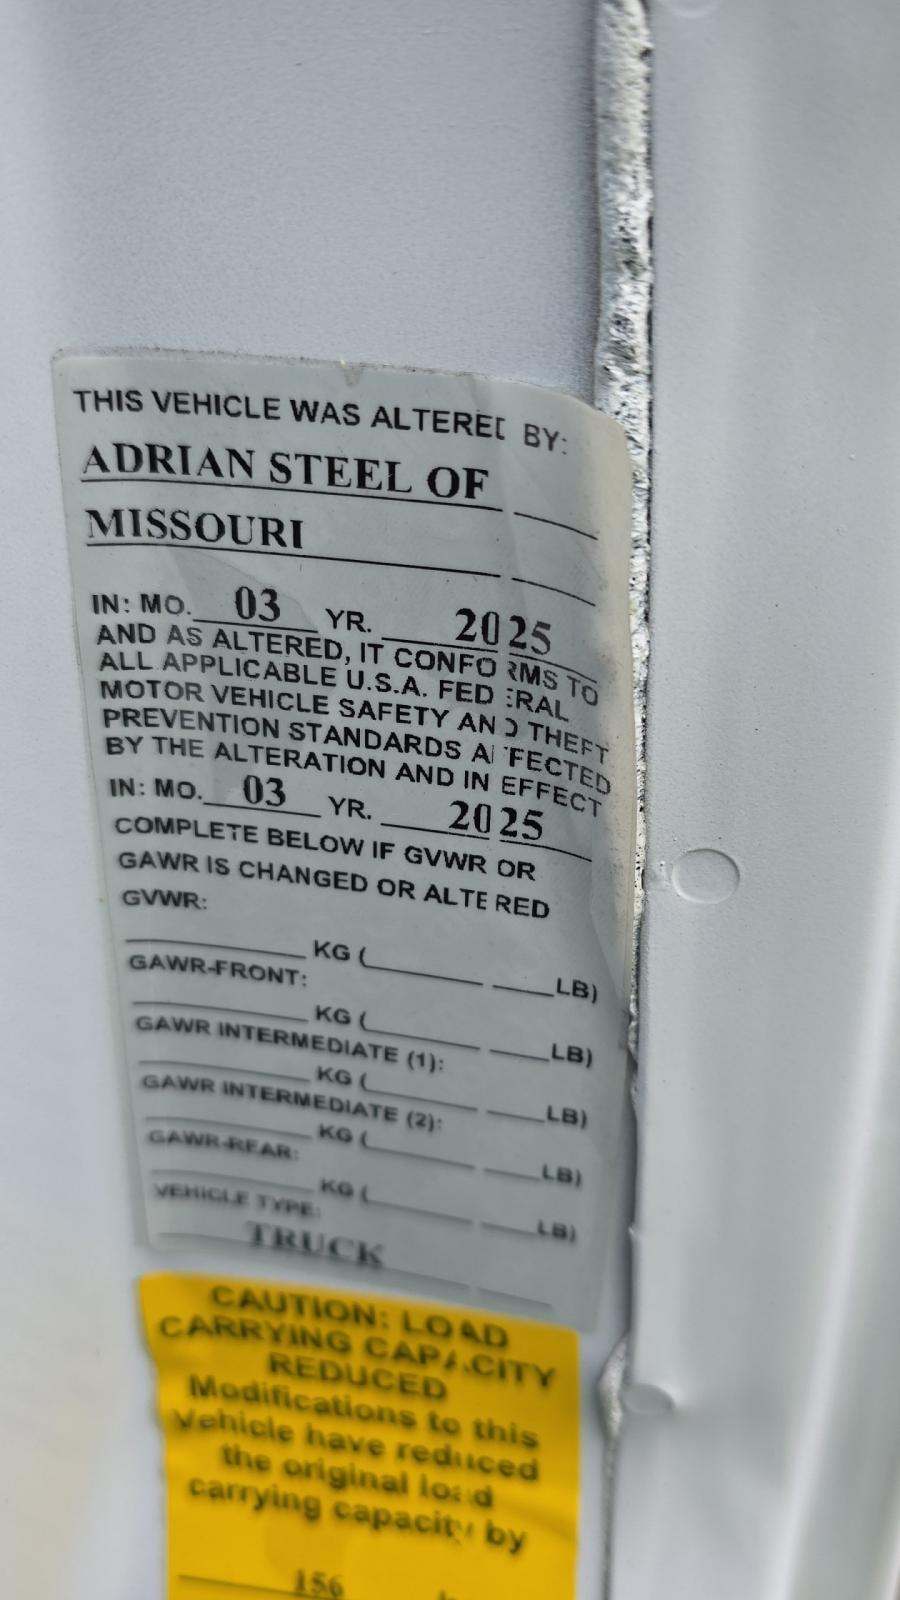 THIS VEHICLE WAS ALTERED BY:
ADRIAN STEEL OF
MISSOURI
IN: MO. 03 YR. 2025
AND AS ALTERED, IT CONFORMS TO
ALL APPLICABLE U.S.A. FEDERAL
MOTOR VEHICLE SAFETY AND THEFT
PREVENTION STANDARDS AFFECTED
BY THE ALTERATION AND IN EFFECT
IN: MO. 03 YR. 2025
COMPLETE BELOW IF GVWR OR
GAWR IS CHANGED OR ALTERED
GVWR:
KG ( LB)
GAWR-FRONT:
KG ( LB)
GAWR INTERMEDIATE (1):
KG ( LB)
GAWR INTERMEDIATE (2):
KG ( LB)
GAWR-REAR:
KG ( LB)
VEHICLE TYPE:
TRUCK
CAUTION: LOAD
CARRYING CAPACITY
REDUCED
Modifications to this
Vehicle have reduced
the original load
carrying capacity by
156